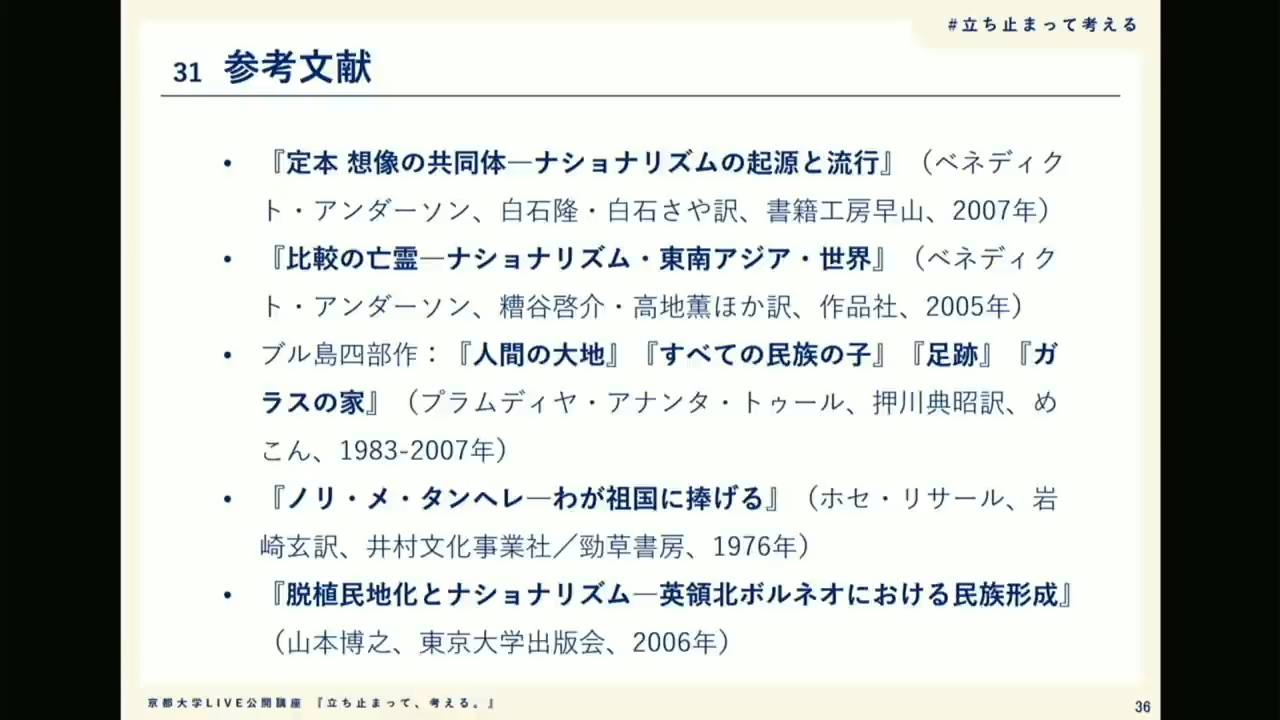 #立ち止まって考える
31 参考文献
• 『定本 想像の共同体―ナショナリズムの起源と流行』（ベネディク
ト・アンダーソン、白石隆・白石さや訳、書籍工房早山、2007年）
• 『比較の亡霊―ナショナリズム・東南アジア・世界』（ベネディク
ト・アンダーソン、糟谷啓介・高地薫ほか訳、作品社、2005年）
• ブル島四部作：『人間の大地』『すべての民族の子』『足跡』『ガ
ラスの家』（プラムディヤ・アナンタ・トゥール、押川典昭訳、め
こん、1983-2007年）
• 『ノリ・メ・タンヘレ―わが祖国に捧げる』（ホセ・リサール、岩
崎玄訳、井村文化事業社／勁草書房、1976年）
• 『脱植民地化とナショナリズム―英領北ボルネオにおける民族形成』
（山本博之、東京大学出版会、2006年）
京都大学LIVE公開講座 『立ち止まって、考える。』
36